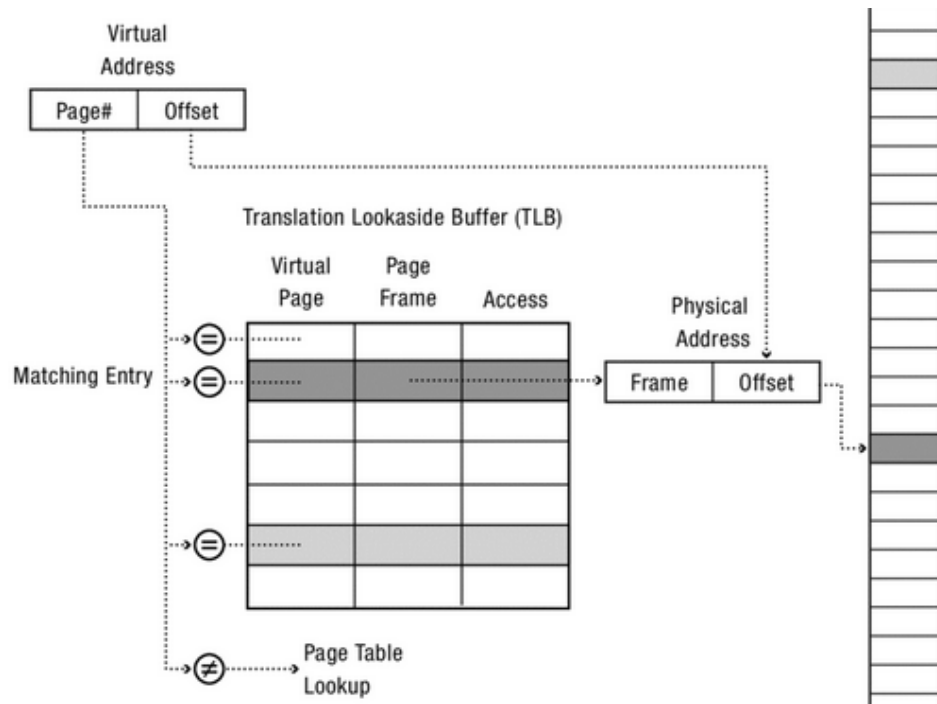 Virtual
Address
Page#
Offset
Translation Lookaside Buffer (TLB)
Virtual
Page
Page
Frame
Access
Physical
Address
Matching Entry
=
=
Frame
Offset
=
≠
Page Table
Lookup